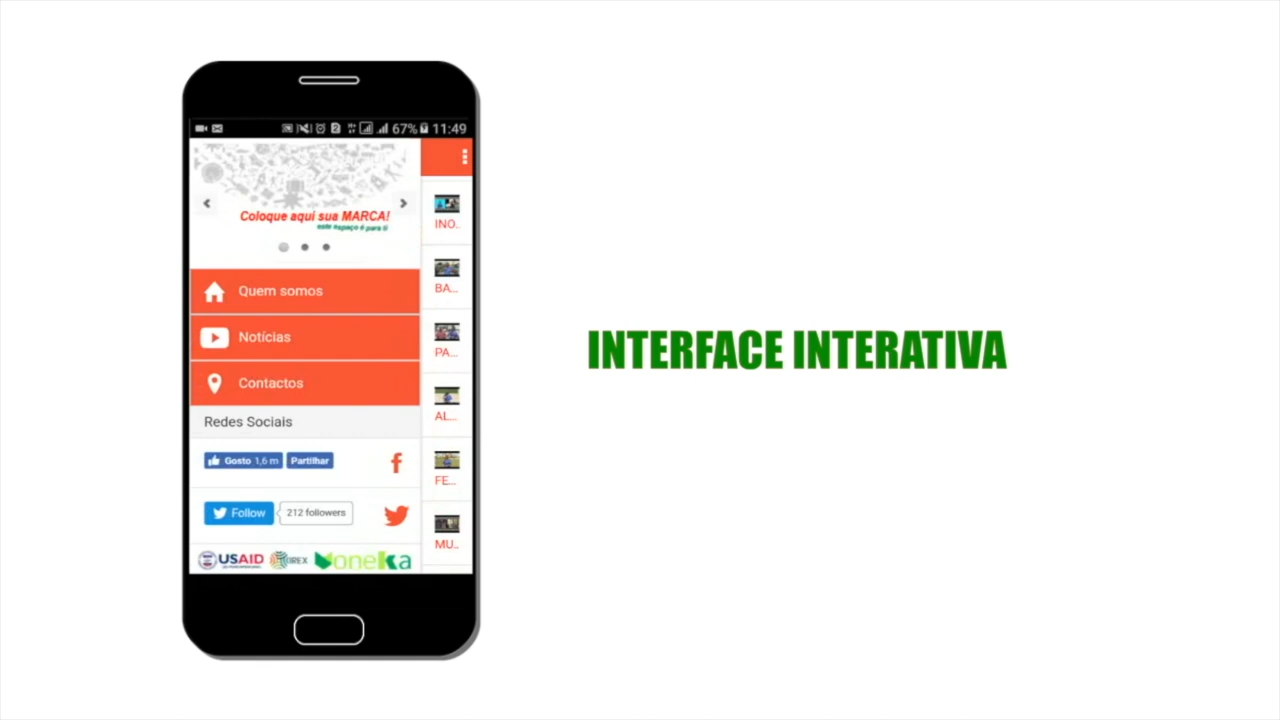 67% 11:49
Coloque aqui sua MARCA!
este espaço é para ti
Quem somos
Notícias
Contactos
Redes Sociais
Gosto 1,6 m Partilhar
Follow 212 followers
USAID IREX Voneka
INO..
BA...
PA...
AL...
FE...
MU..
INTERFACE INTERATIVA